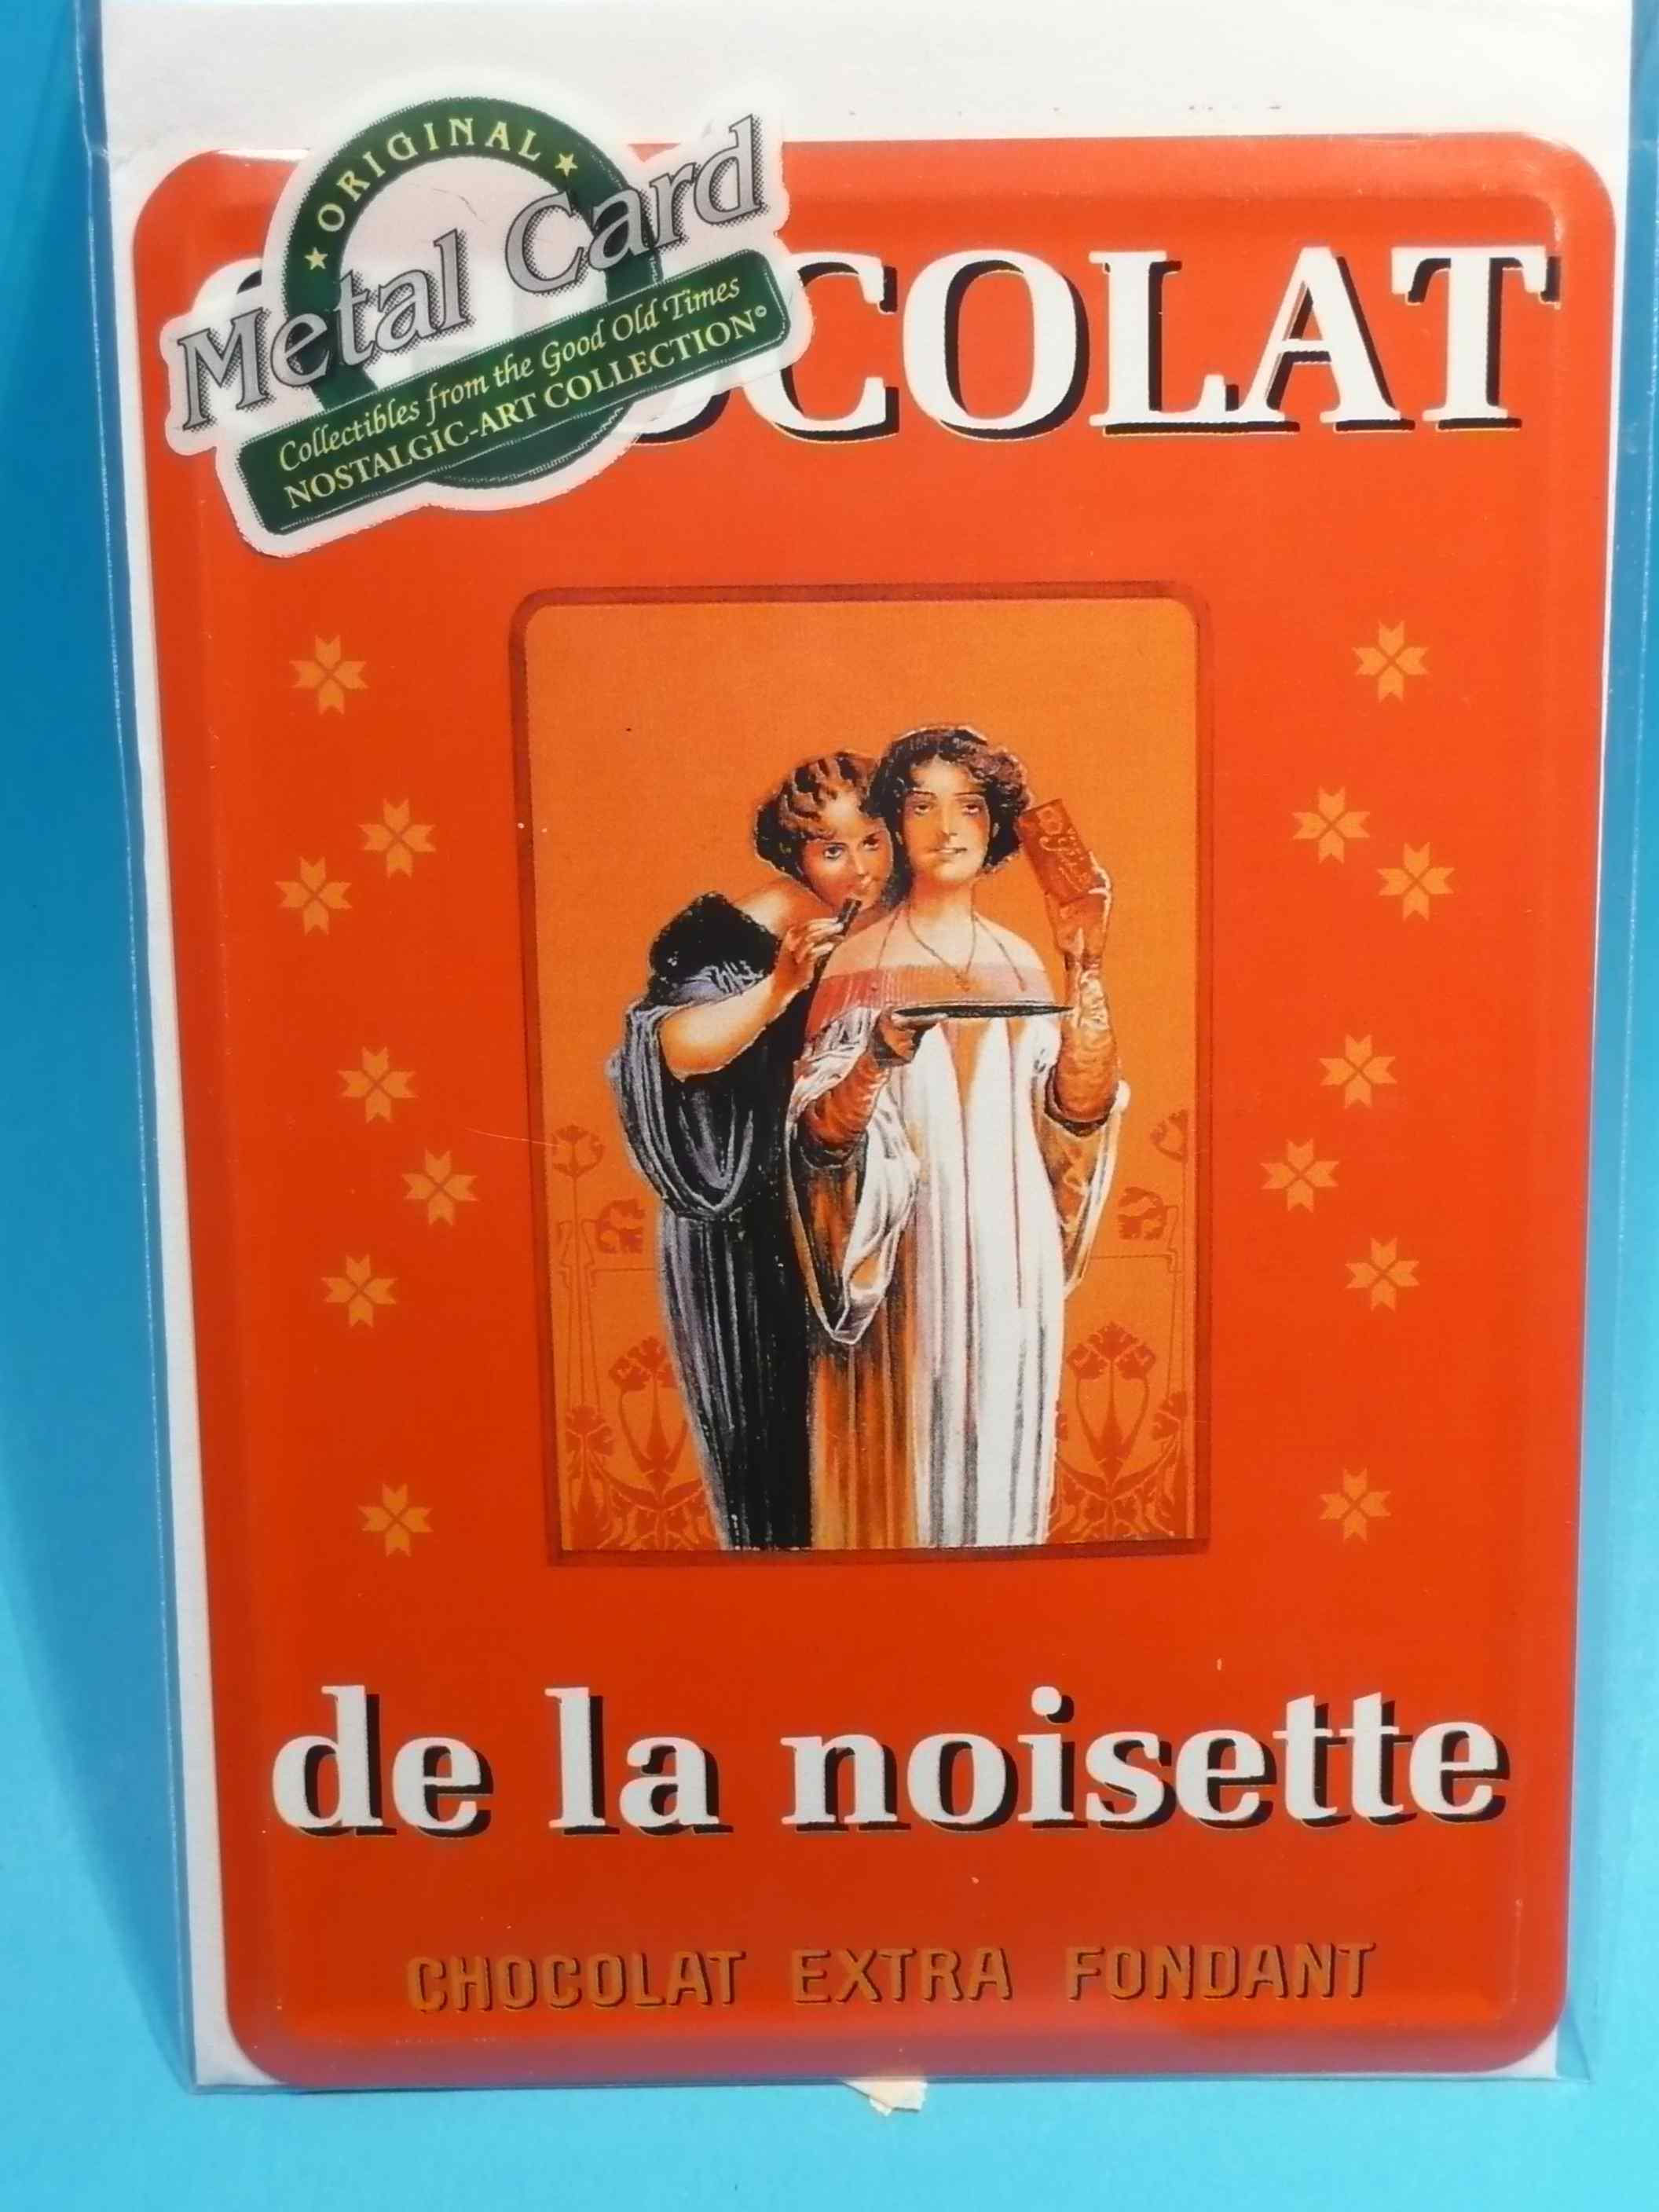 ★ ORIGINAL ★
Metal Card
Collectibles from the Good Old Times
NOSTALGIC-ART COLLECTION©
COLAT
de la noisette
CHOCOLAT EXTRA FONDANT